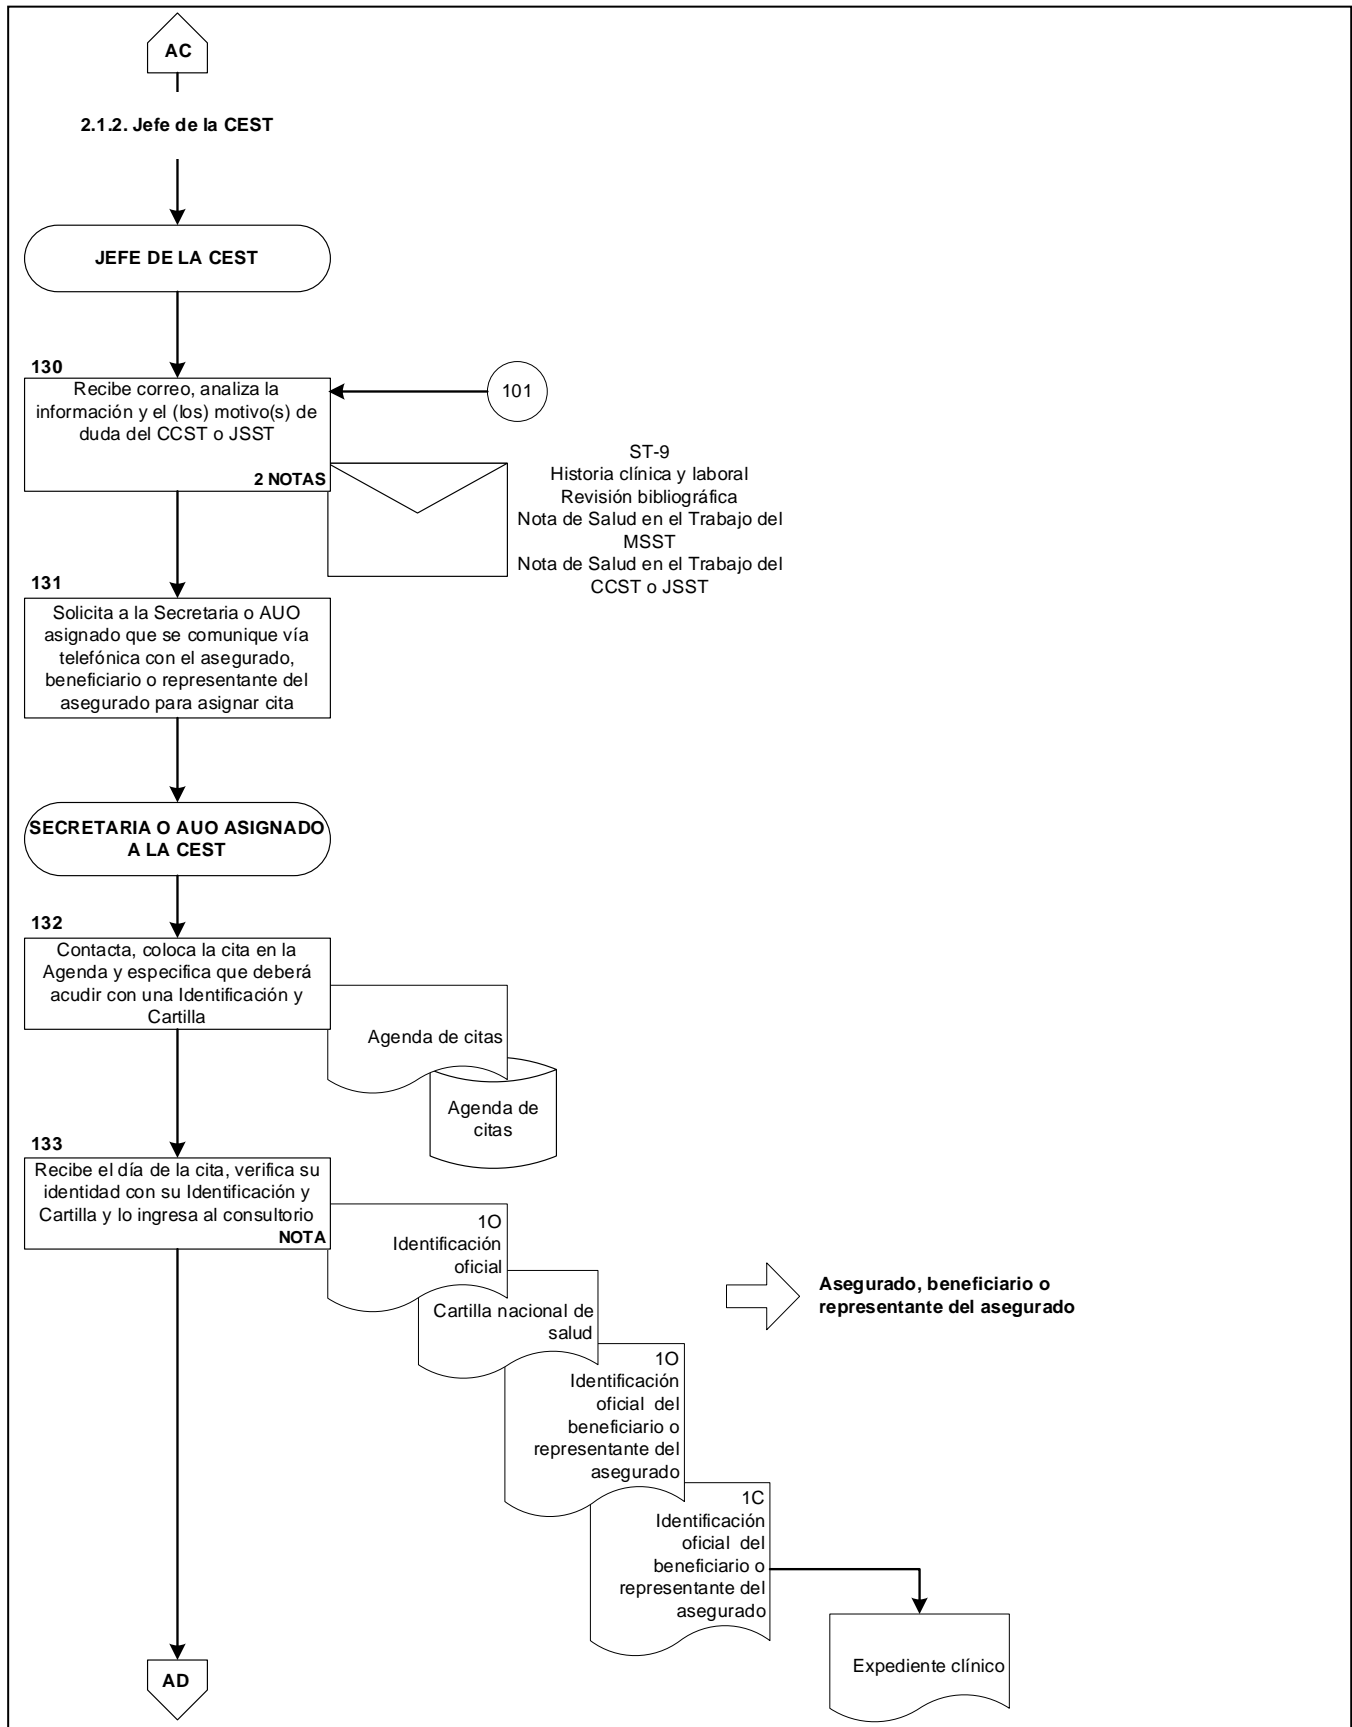 AC
2.1.2. Jefe de la CEST
JEFE DE LA CEST
130
Recibe correo, analiza la
información y el (los) motivo(s) de
duda del CCST o JSST
2 NOTAS
101
ST-9
Historia clínica y laboral
Revisión bibliográfica
Nota de Salud en el Trabajo del
MSST
Nota de Salud en el Trabajo del
CCST o JSST
131
Solicita a la Secretaria o AUO
asignado que se comunique vía
telefónica con el asegurado,
beneficiario o representante del
asegurado para asignar cita
SECRETARIA O AUO ASIGNADO
A LA CEST
132
Contacta, coloca la cita en la
Agenda y especifica que deberá
acudir con una Identificación y
Cartilla
Agenda de citas
Agenda de
citas
133
Recibe el día de la cita, verifica su
identidad con su Identificación y
Cartilla y lo ingresa al consultorio
NOTA
1O
Identificación
oficial
Cartilla nacional de
salud
Asegurado, beneficiario o
representante del asegurado
1O
Identificación
oficial del
beneficiario o
representante del
asegurado
1C
Identificación
oficial del
beneficiario o
representante del
asegurado
Expediente clínico
AD